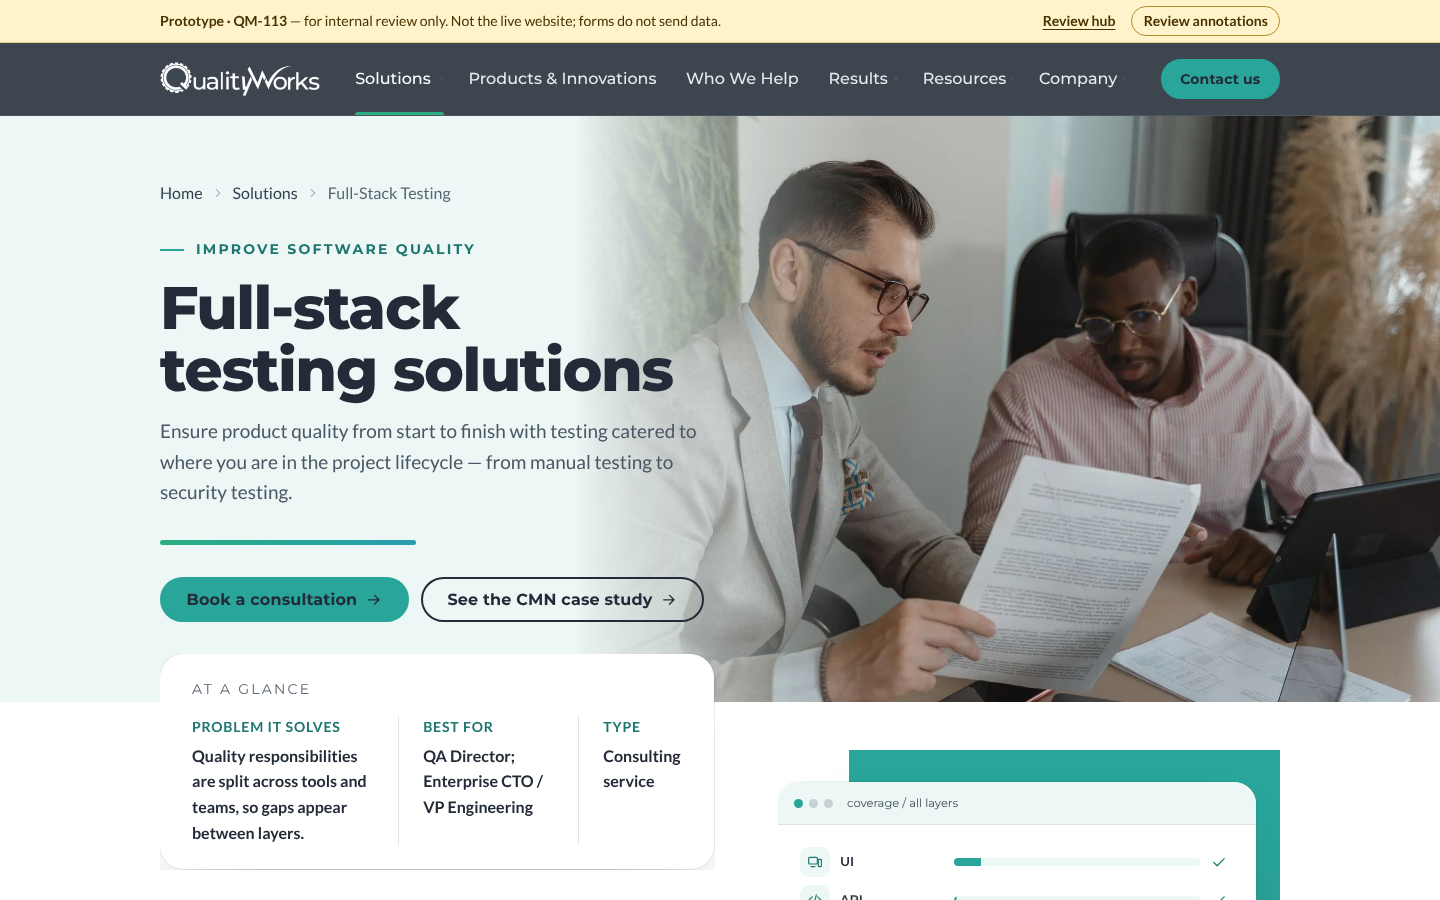 Prototype · QM-113 — for internal review only. Not the live website; forms do not send data.
Review hub
Review annotations
QualityWorks
Solutions
Products & Innovations
Who We Help
Results
Resources
Company
Contact us
Home > Solutions > Full-Stack Testing
IMPROVE SOFTWARE QUALITY
Full-stack
testing solutions
Ensure product quality from start to finish with testing catered to
where you are in the project lifecycle — from manual testing to
security testing.
Book a consultation →
See the CMN case study →
AT A GLANCE
PROBLEM IT SOLVES
Quality responsibilities
are split across tools and
teams, so gaps appear
between layers.
BEST FOR
QA Director;
Enterprise CTO /
VP Engineering
TYPE
Consulting
service
coverage / all layers
UI
API